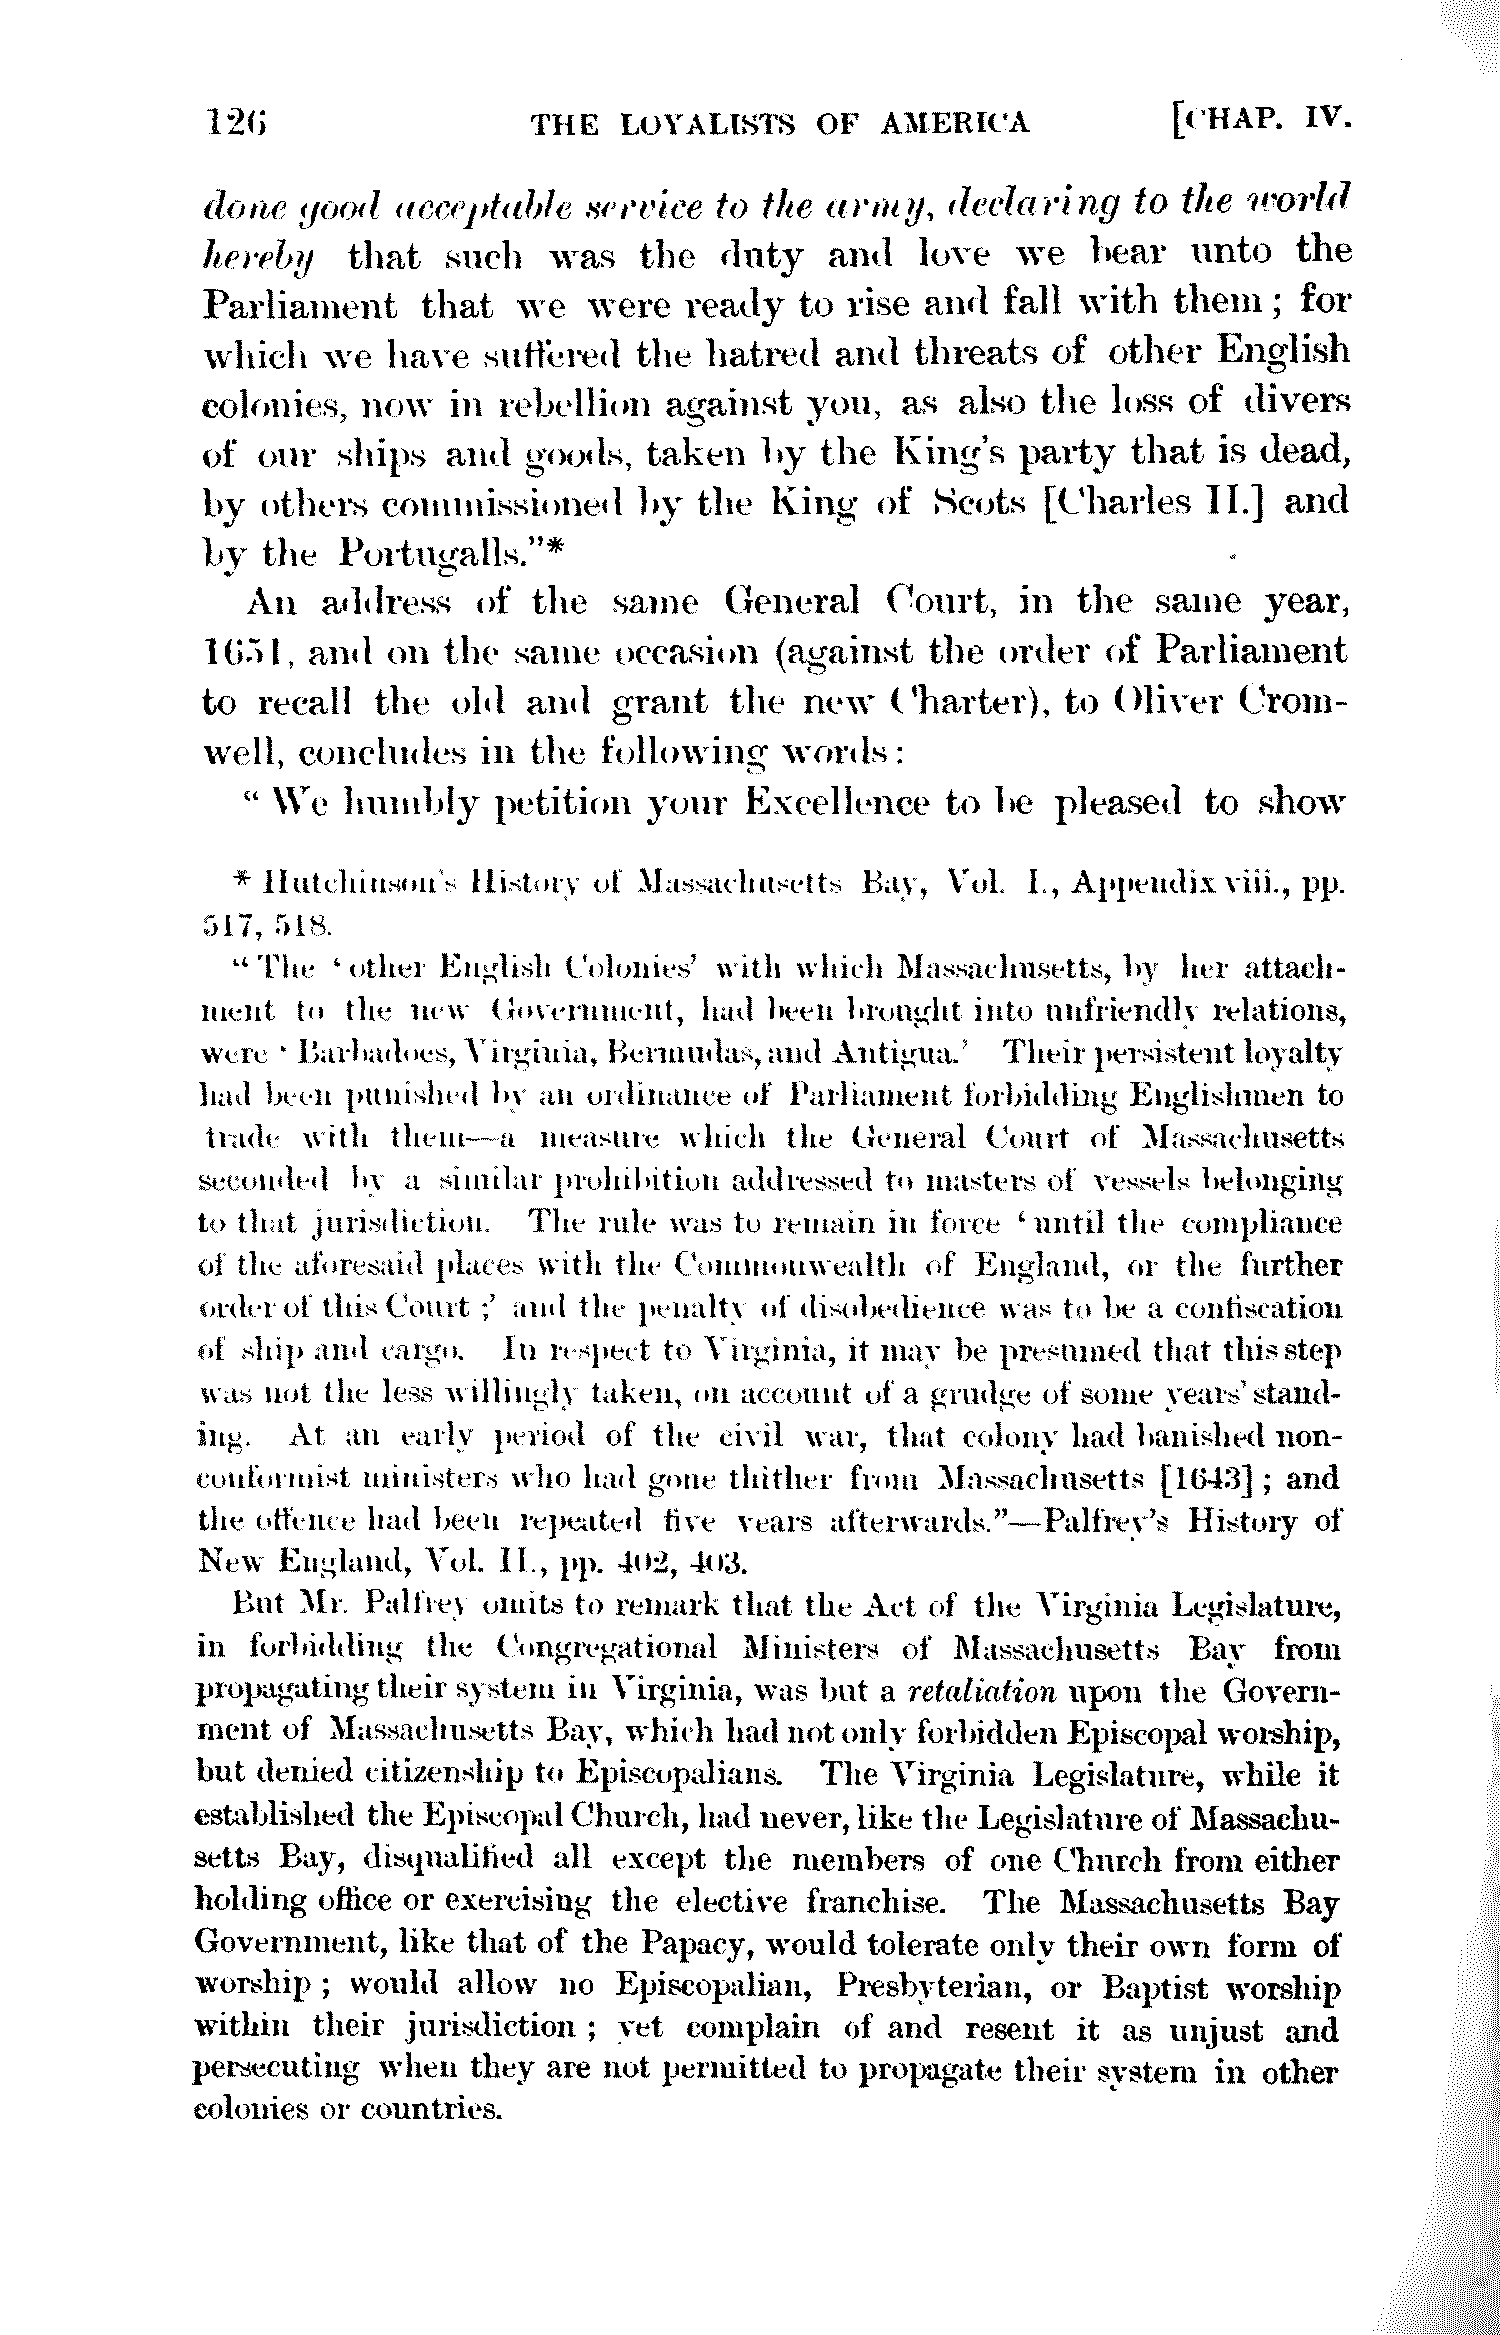 126 THE LOYALISTS OF AMERICA [CHAP. IV.
done good acceptable service to the army, declaring to the world
hereby that such was the duty and love we bear unto the
Parliament that we were ready to rise and fall with them; for
which we have suffered the hatred and threats of other English
colonies, now in rebellion against you, as also the loss of divers
of our ships and goods, taken by the King's party that is dead,
by others commissioned by the King of Scots [Charles II.] and
by the Portugalls."*
An address of the same General Court, in the same year,
1651, and on the same occasion (against the order of Parliament
to recall the old and grant the new Charter), to Oliver Crom-
well, concludes in the following words:
"We humbly petition your Excellence to be pleased to show
* Hutchinson's History of Massachusetts Bay, Vol. I., Appendix viii., pp.
517, 518.
"The 'other English Colonies' with which Massachusetts, by her attach-
ment to the new Government, had been brought into unfriendly relations,
were 'Barbadoes, Virginia, Bermudas, and Antigua.' Their persistent loyalty
had been punished by an ordinance of Parliament forbidding Englishmen to
trade with them—a measure which the General Court of Massachusetts
seconded by a similar prohibition addressed to masters of vessels belonging
to that jurisdiction. The rule was to remain in force 'until the compliance
of the aforesaid places with the Commonwealth of England, or the further
order of this Court;' and the penalty of disobedience was to be a confiscation
of ship and cargo. In respect to Virginia, it may be presumed that this step
was not the less willingly taken, on account of a grudge of some years' stand-
ing. At an early period of the civil war, that colony had banished non-
conformist ministers who had gone thither from Massachusetts [1643]; and
the offence had been repeated five years afterwards."—Palfrey's History of
New England, Vol. II., pp. 402, 403.
But Mr. Palfrey omits to remark that the Act of the Virginia Legislature,
in forbidding the Congregational Ministers of Massachusetts Bay from
propagating their system in Virginia, was but a retaliation upon the Govern-
ment of Massachusetts Bay, which had not only forbidden Episcopal worship,
but denied citizenship to Episcopalians. The Virginia Legislature, while it
established the Episcopal Church, had never, like the Legislature of Massachu-
setts Bay, disqualified all except the members of one Church from either
holding office or exercising the elective franchise. The Massachusetts Bay
Government, like that of the Papacy, would tolerate only their own form of
worship; would allow no Episcopalian, Presbyterian, or Baptist worship
within their jurisdiction; yet complain of and resent it as unjust and
persecuting when they are not permitted to propagate their system in other
colonies or countries.